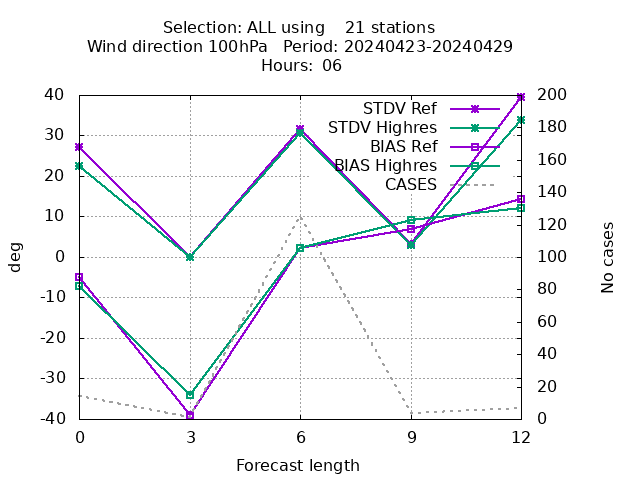 Selection: ALL using    21 stations
Wind direction 100hPa   Period: 20240423-20240429
Hours: 06
STDV Ref
STDV Highres
BIAS Ref
BIAS Highres
CASES
40
30
20
10
0
-10
-20
-30
-40
200
180
160
140
120
100
80
60
40
20
0
deg
No cases
0 3 6 9 12
Forecast length